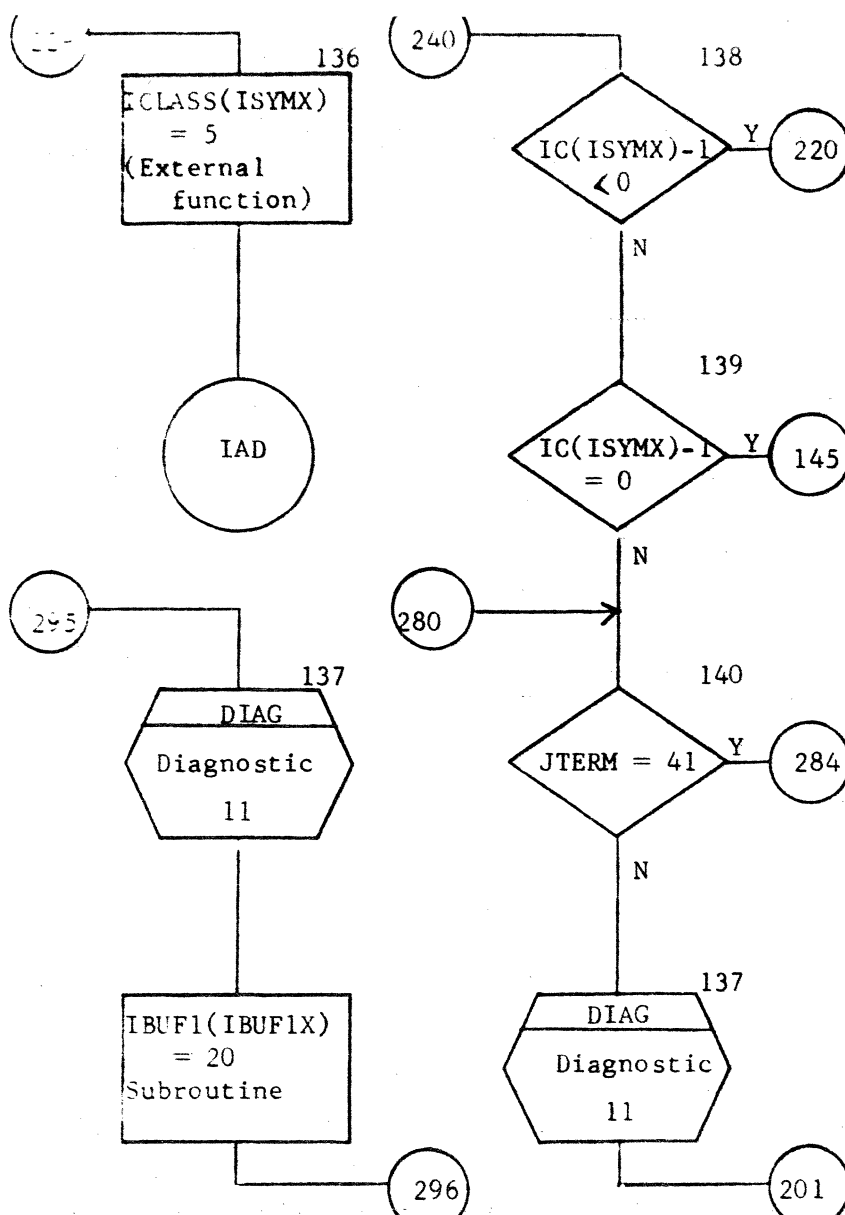 136
ICLASS(ISYMX)
= 5
(External
function)
IAD
295
137
DIAG
Diagnostic
11
IBUF1(IBUF1X)
= 20
Subroutine
296
240
138
IC(ISYMX)-1
<0
Y
220
N
139
IC(ISYMX)-1
= 0
Y
145
N
280
140
JTERM = 41
Y
284
N
137
DIAG
Diagnostic
11
201